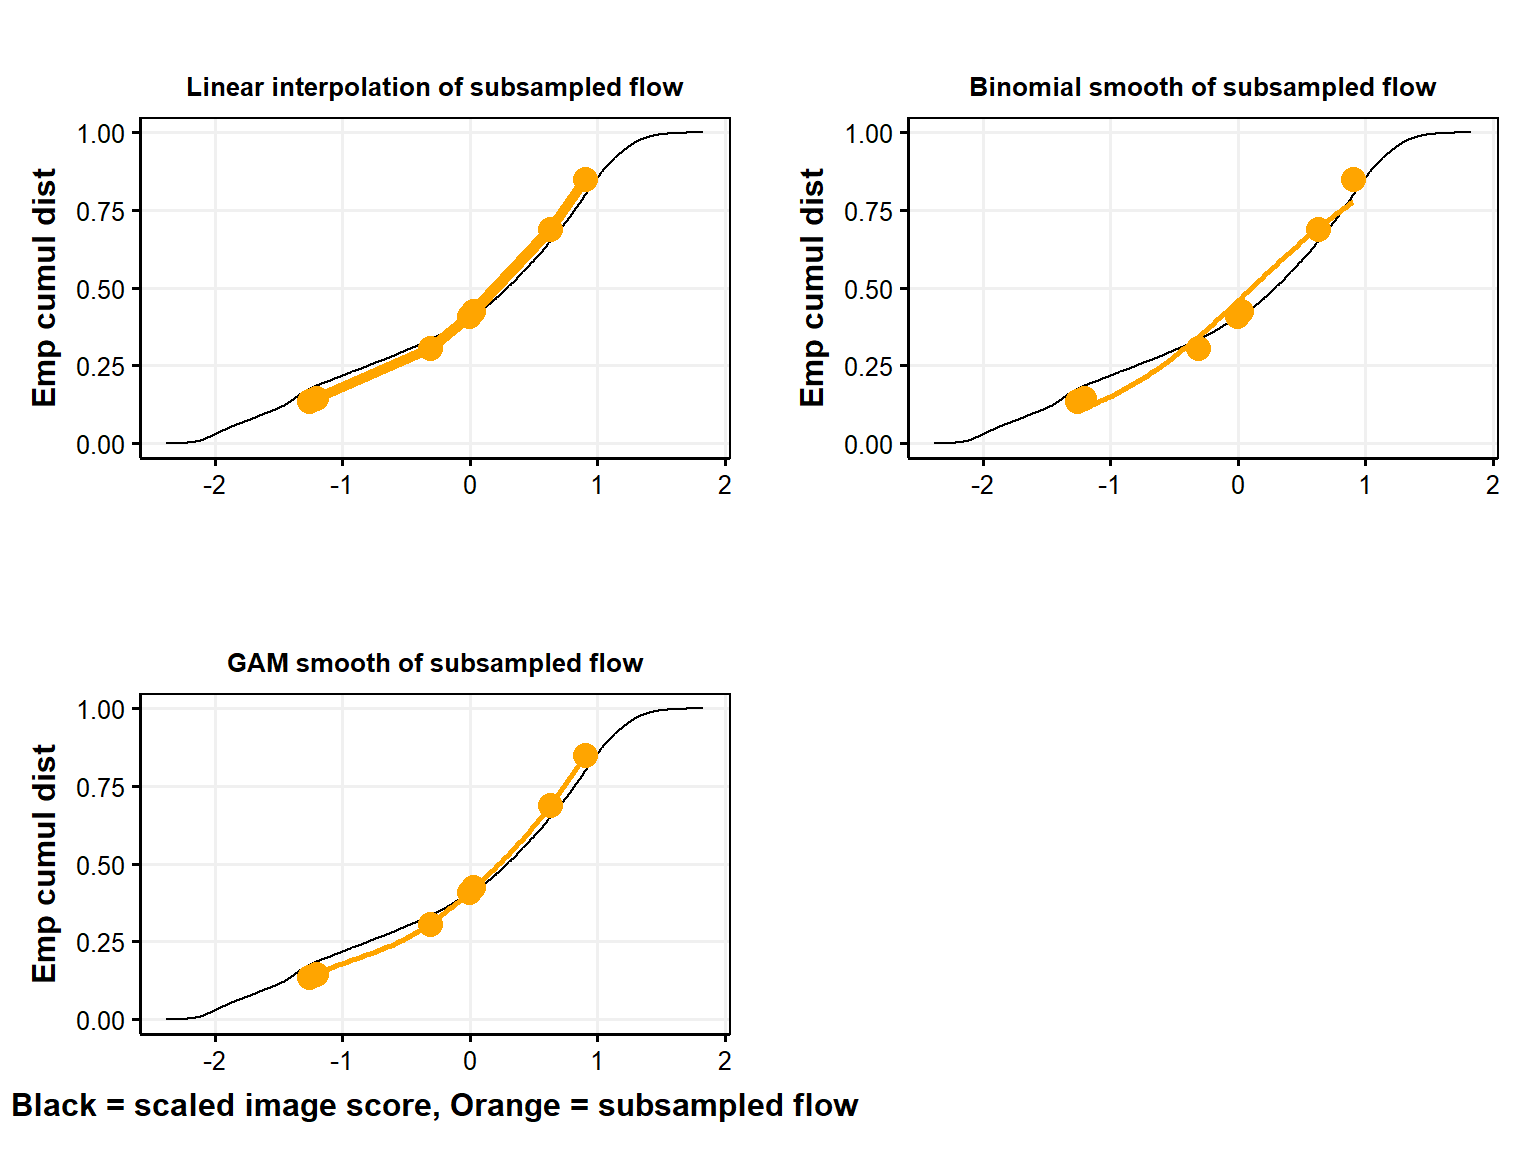 Linear interpolation of subsampled flow
Emp cumul dist
1.00
0.75
0.50
0.25
0.00
-2 -1 0 1 2
Binomial smooth of subsampled flow
Emp cumul dist
1.00
0.75
0.50
0.25
0.00
-2 -1 0 1 2
GAM smooth of subsampled flow
Emp cumul dist
1.00
0.75
0.50
0.25
0.00
-2 -1 0 1 2
Black = scaled image score, Orange = subsampled flow